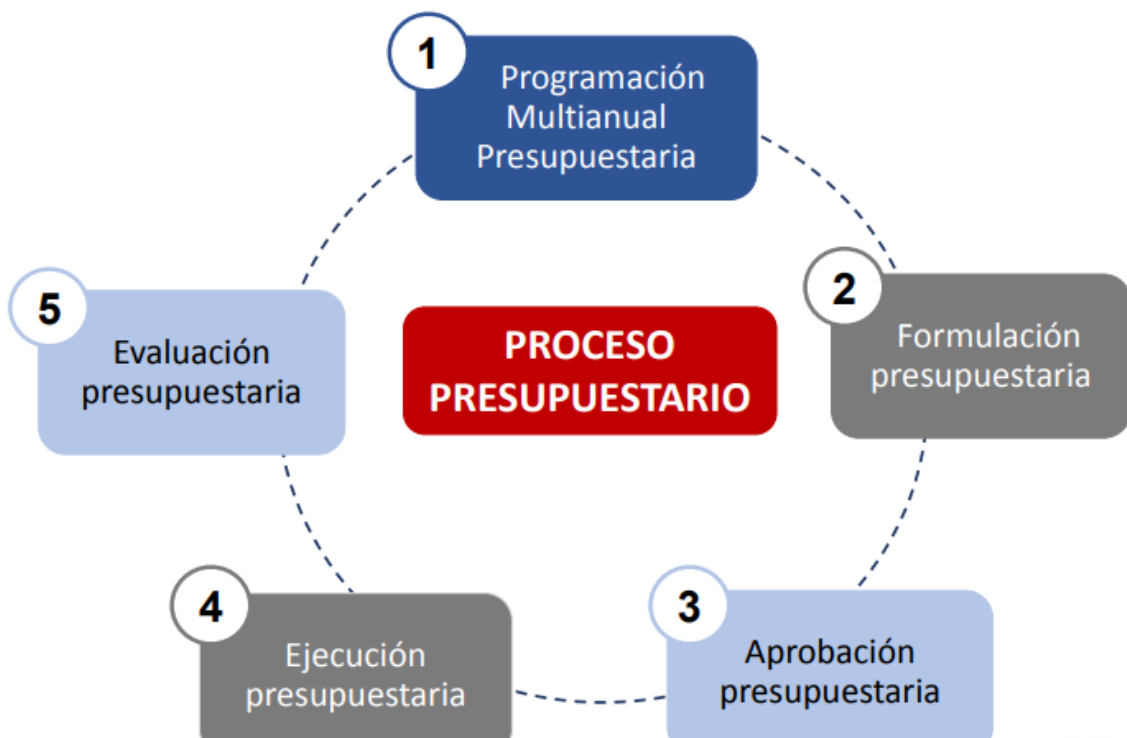 1
Programación
Multianual
Presupuestaria
2
Formulación
presupuestaria
3
Aprobación
presupuestaria
4
Ejecución
presupuestaria
5
Evaluación
presupuestaria
PROCESO
PRESUPUESTARIO